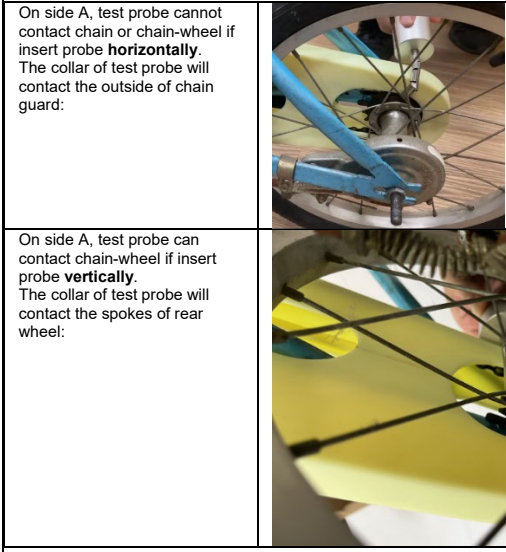 On side A, test probe cannot
contact chain or chain-wheel if
insert probe horizontally.
The collar of test probe will
contact the outside of chain
guard:
On side A, test probe can
contact chain-wheel if insert
probe vertically.
The collar of test probe will
contact the spokes of rear
wheel: